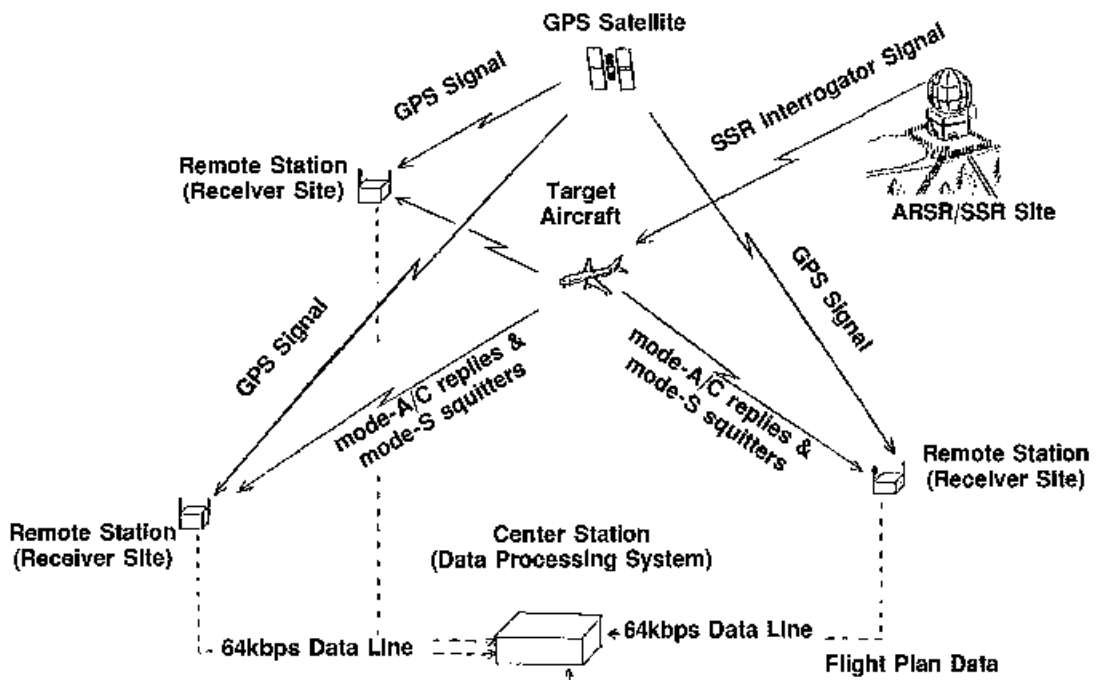 GPS Satellite
GPS Signal
SSR Interrogator Signal
Remote Station
(Receiver Site)
Target
Aircraft
ARSR/SSR Site
GPS Signal
GPS Signal
mode-A/C replies &
mode-S squitters
mode-A/C replies &
mode-S squitters
Remote Station
(Receiver Site)
Remote Station
(Receiver Site)
Center Station
(Data Processing System)
64kbps Data Line
64kbps Data Line
Flight Plan Data